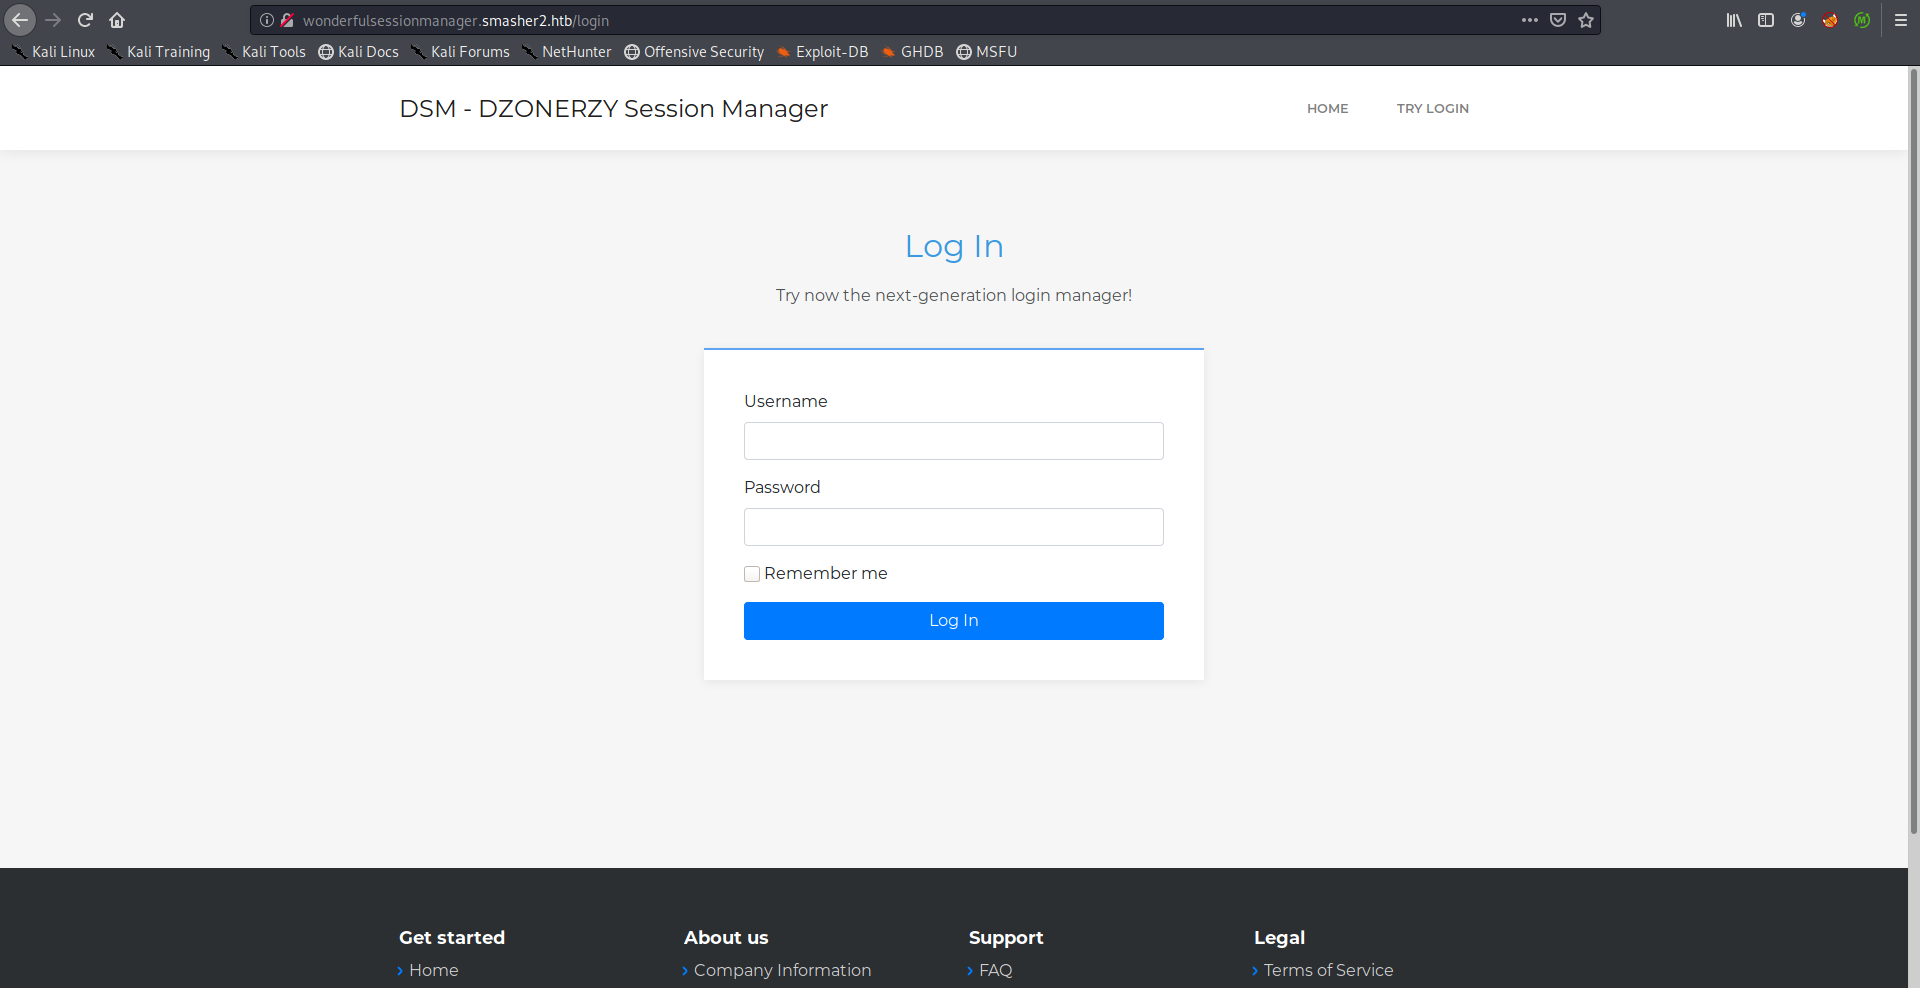 wonderfulsessionmanager.smasher2.htb/login
Kali Linux Kali Training Kali Tools Kali Docs Kali Forums NetHunter Offensive Security Exploit-DB GHDB MSFU
DSM - DZONERZY Session Manager HOME TRY LOGIN
Log In
Try now the next-generation login manager!
Username
Password
Remember me
Log In
Get started About us Support Legal
Home Company Information FAQ Terms of Service